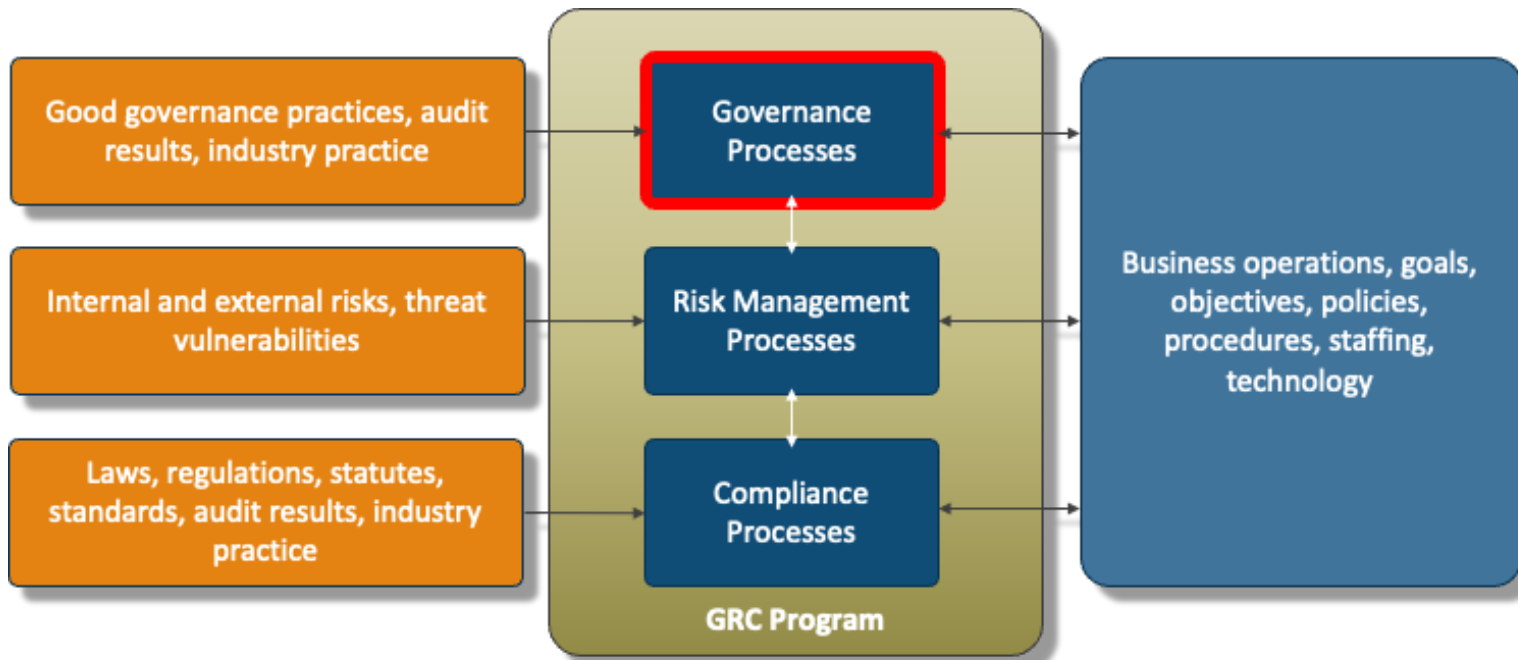 Good governance practices, audit
results, industry practice
Governance
Processes
Internal and external risks, threat
vulnerabilities
Risk Management
Processes
Business operations, goals,
objectives, policies,
procedures, staffing,
technology
Laws, regulations, statutes,
standards, audit results, industry
practice
Compliance
Processes
GRC Program